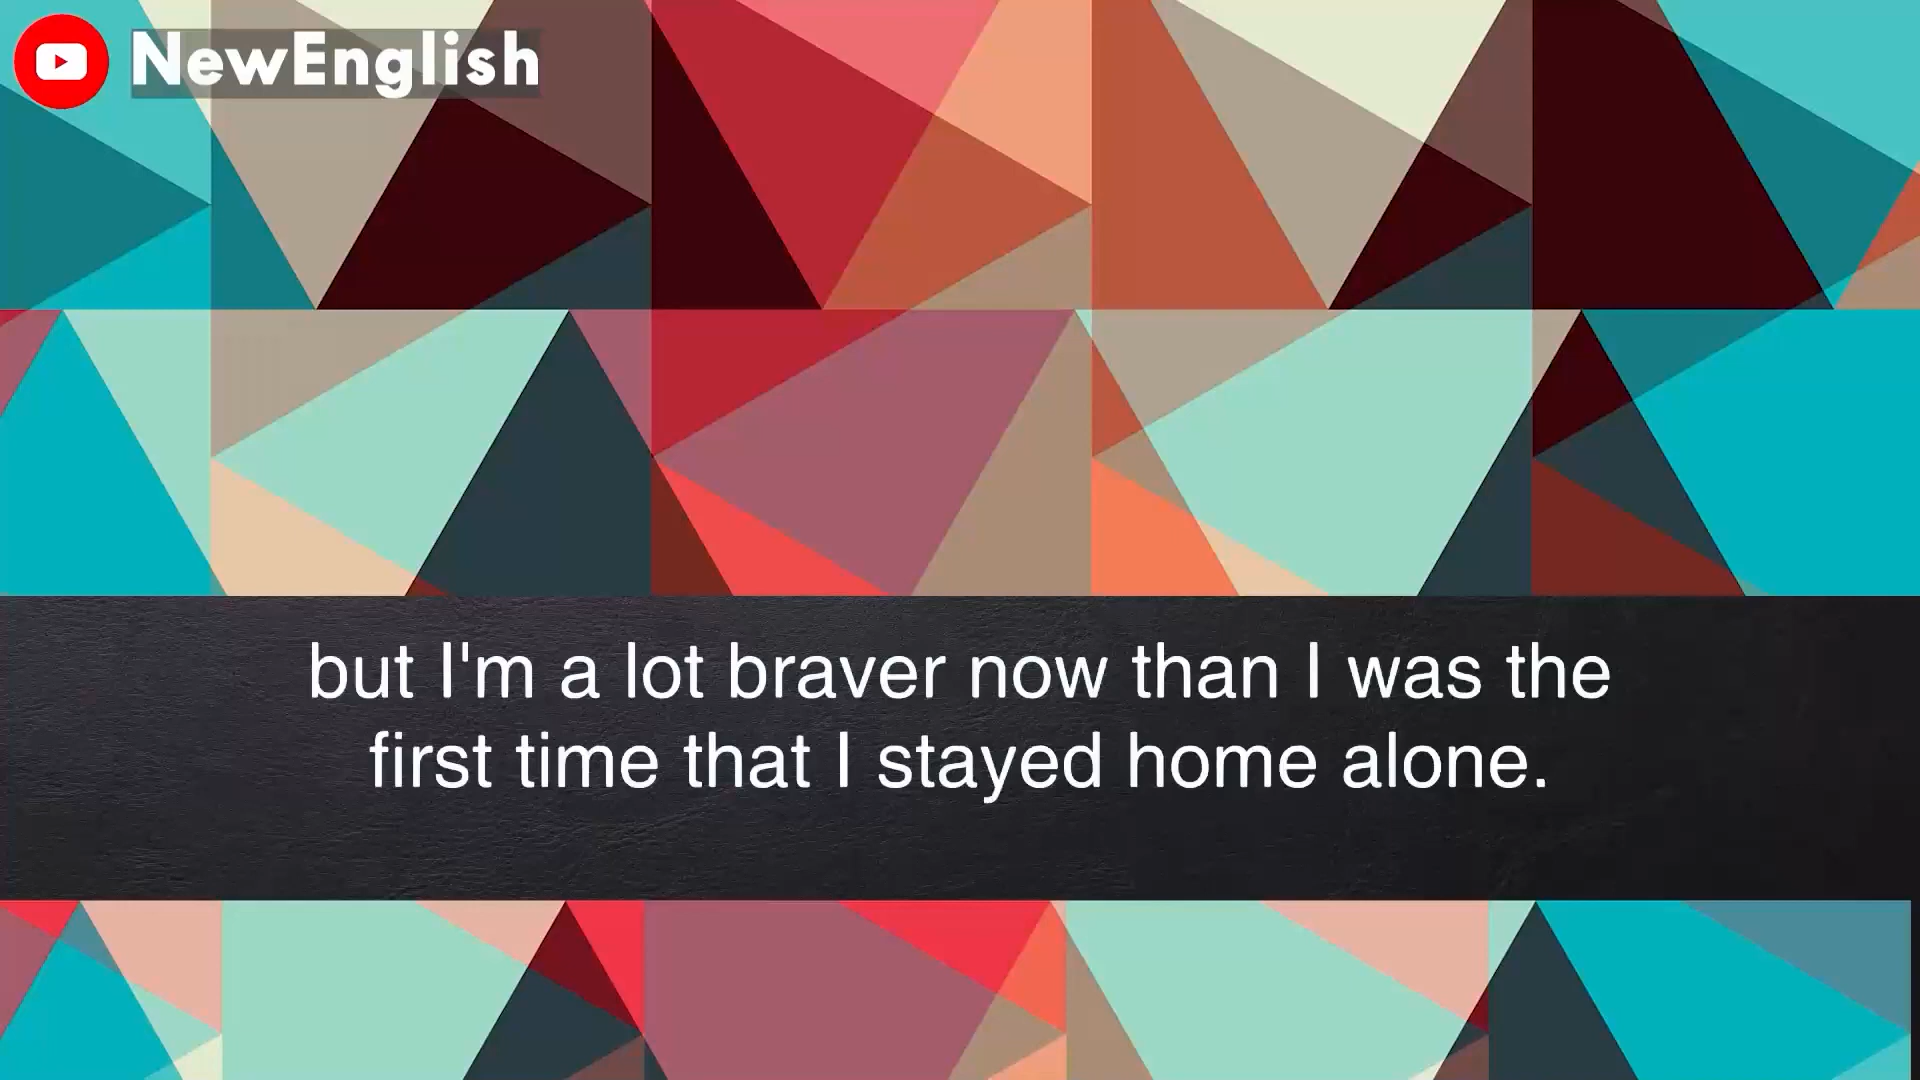 NewEnglish
but I'm a lot braver now than I was the
first time that I stayed home alone.